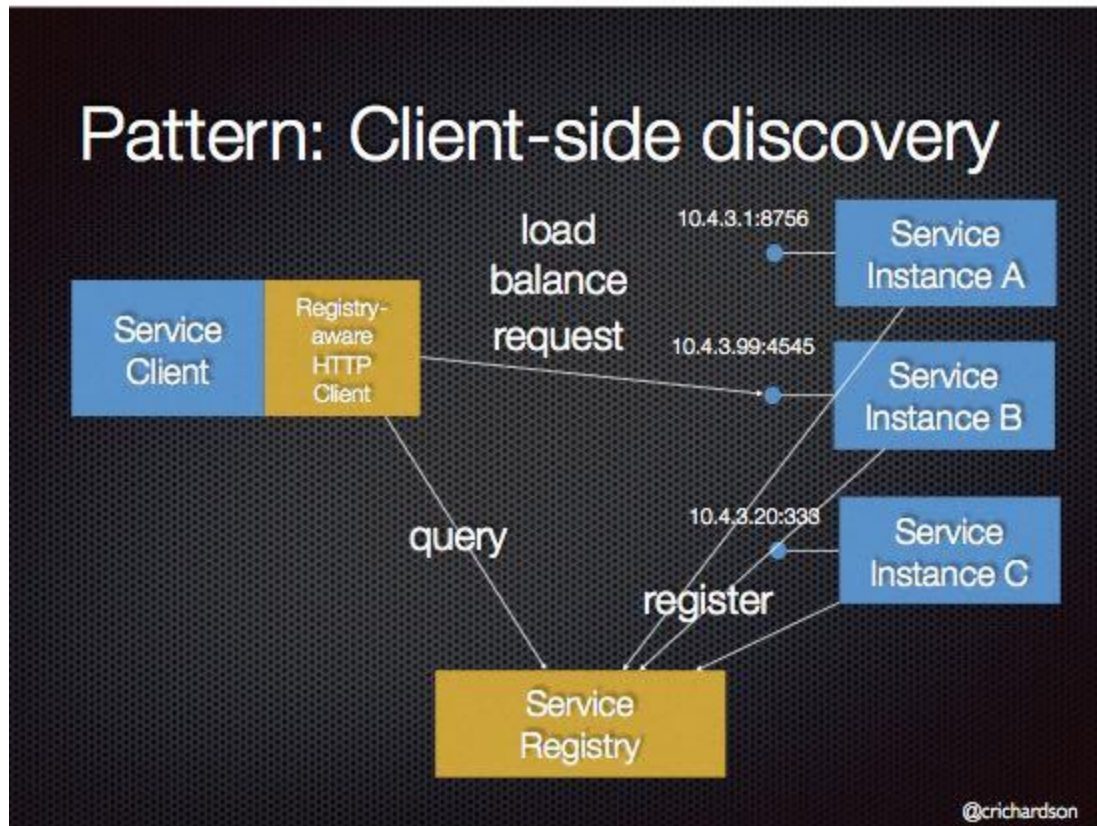 Pattern: Client-side discovery
load
balance
request
10.4.3.1:8756
Service
Instance A
Service
Client
Registry-
aware
HTTP
Client
10.4.3.99:4545
Service
Instance B
query
10.4.3.20:333
Service
Instance C
register
Service
Registry
@crichardson